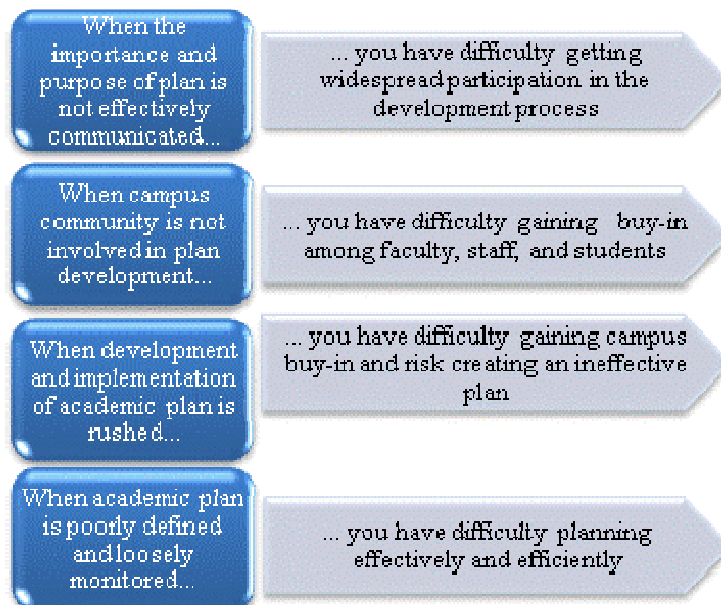 When the
importance and
purpose of plan is
not effectively
communicated...
... you have difficulty getting
widespread participation in the
development process
When campus
community is not
involved in plan
development...
... you have difficulty gaining buy-in
among faculty, staff, and students
When development
and implementation
of academic plan is
rushed...
... you have difficulty gaining campus
buy-in and risk creating an ineffective
plan
When academic plan
is poorly defined
and loosely
monitored...
... you have difficulty planning
effectively and efficiently